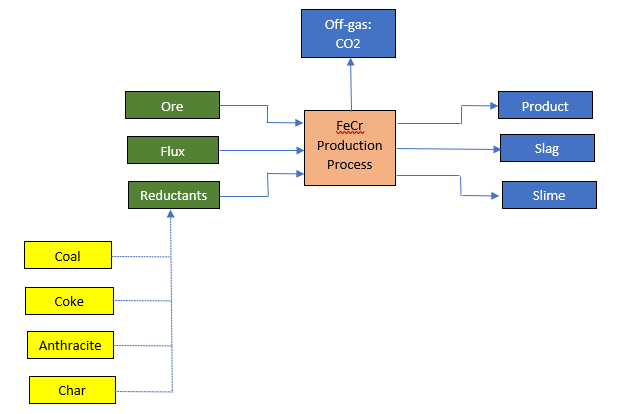 Off-gas:
CO2
Ore
Flux
Reductants
FeCr
Production
Process
Product
Slag
Slime
Coal
Coke
Anthracite
Char